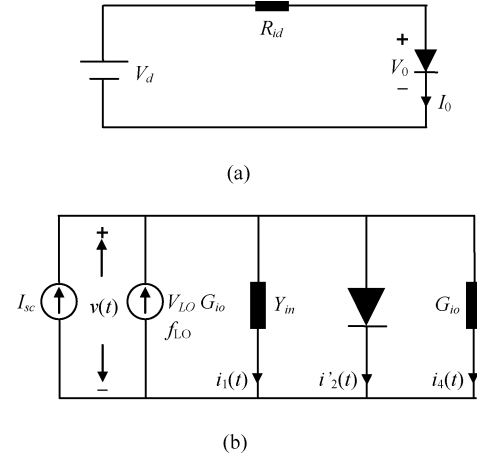 R_id
+
V_d
V_0
−
I_0
(a)
+
I_sc
v(t)
V_LO G_io
f_LO
Y_in
G_io
−
i_1(t)
i'_2(t)
i_4(t)
(b)